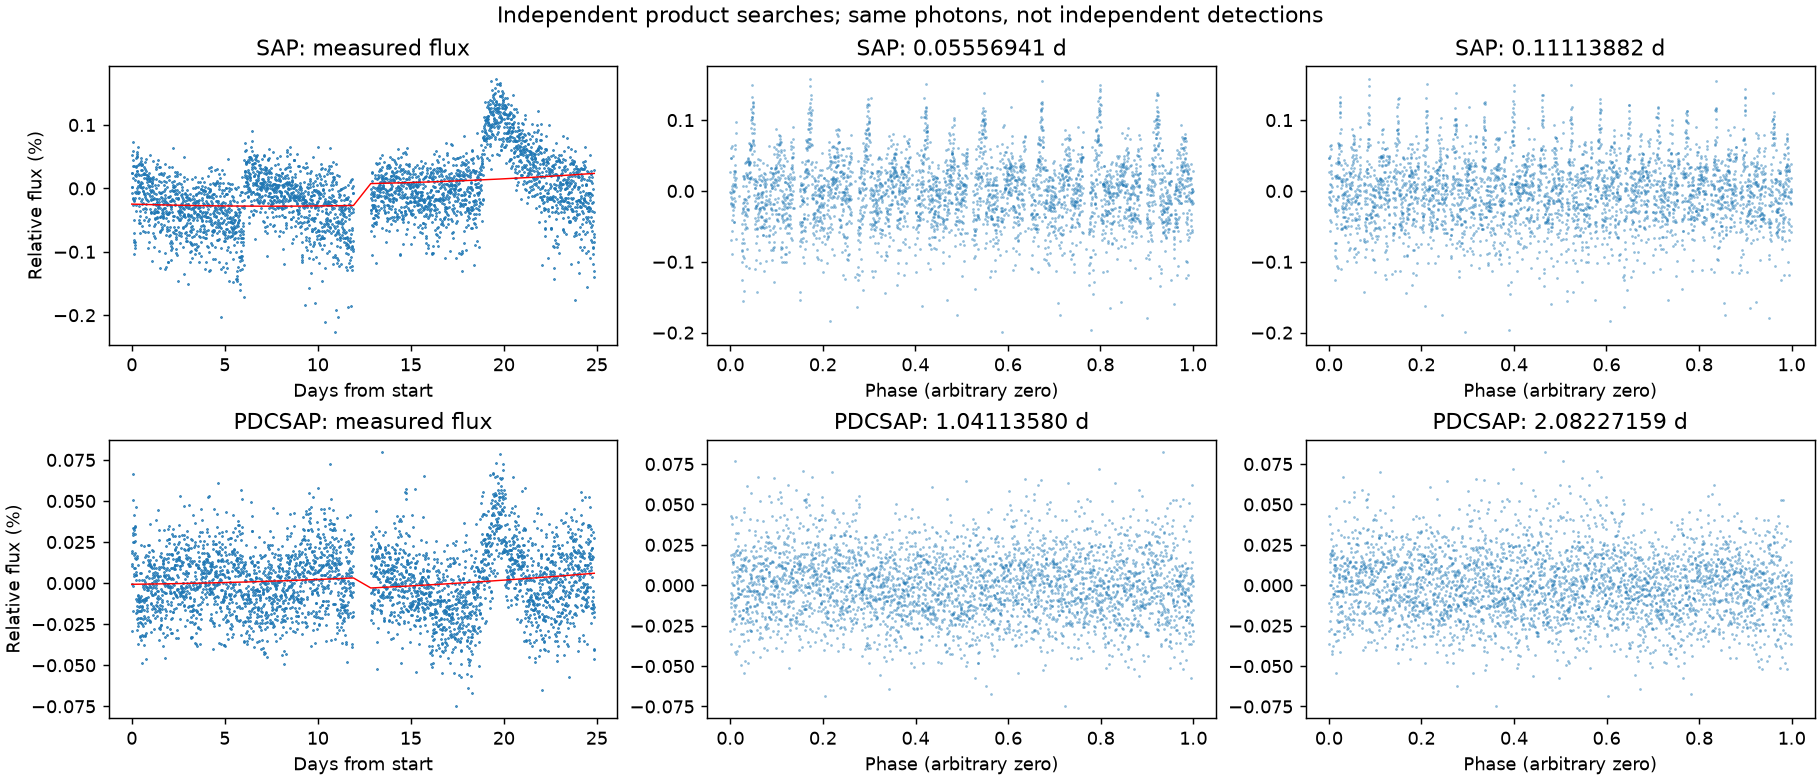 Independent product searches; same photons, not independent detections
SAP: measured flux
SAP: 0.05556941 d
SAP: 0.11113882 d
Relative flux (%)
0.1
0.0
−0.1
−0.2
0 5 10 15 20 25
Days from start
0.1
0.0
−0.1
−0.2
0.0 0.2 0.4 0.6 0.8 1.0
Phase (arbitrary zero)
0.1
0.0
−0.1
−0.2
0.0 0.2 0.4 0.6 0.8 1.0
Phase (arbitrary zero)
PDCSAP: measured flux
PDCSAP: 1.04113580 d
PDCSAP: 2.08227159 d
Relative flux (%)
0.075
0.050
0.025
0.000
−0.025
−0.050
−0.075
0 5 10 15 20 25
Days from start
0.075
0.050
0.025
0.000
−0.025
−0.050
−0.075
0.0 0.2 0.4 0.6 0.8 1.0
Phase (arbitrary zero)
0.075
0.050
0.025
0.000
−0.025
−0.050
−0.075
0.0 0.2 0.4 0.6 0.8 1.0
Phase (arbitrary zero)